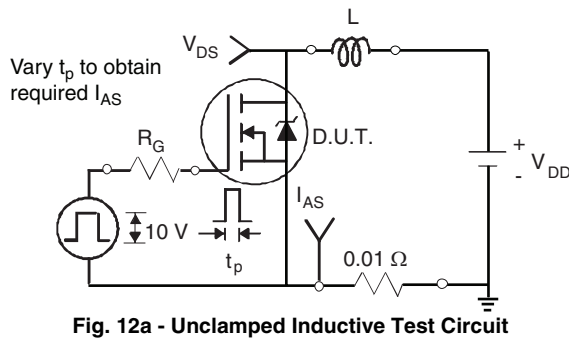 L
V_DS
Vary t_p to obtain
required I_AS
R_G
D.U.T.
+
V_DD
-
I_AS
10 V
t_p
0.01 Ω
Fig. 12a - Unclamped Inductive Test Circuit